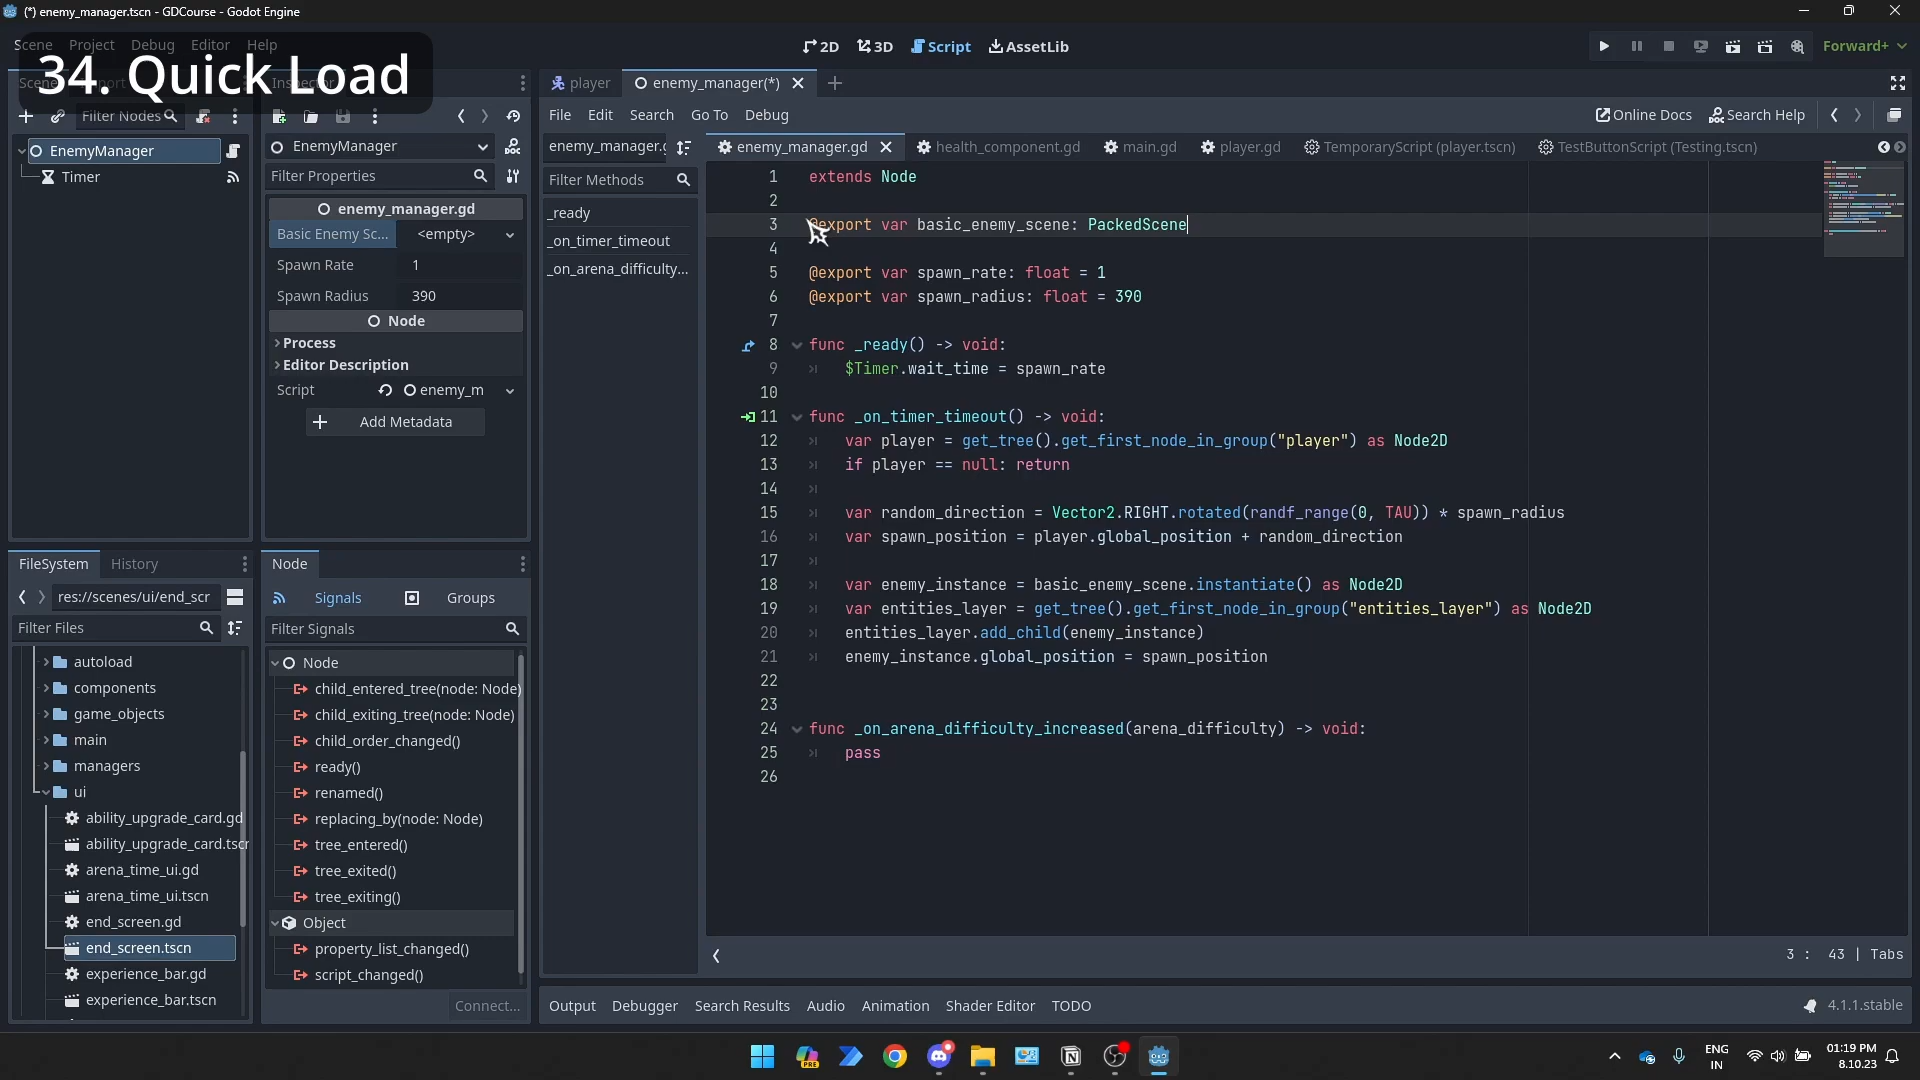 (*) enemy_manager.tscn - GDCourse - Godot Engine
Scene Project Debug Editor Help
2D 3D Script AssetLib
Forward+
34. Quick Load
player
enemy_manager(*)
Filter Nodes
EnemyManager
Timer
EnemyManager
Filter Properties
enemy_manager.gd
Basic Enemy Sc... <empty>
Spawn Rate 1
Spawn Radius 390
Node
Process
Editor Description
Script enemy_m
Add Metadata
FileSystem History
res://scenes/ui/end_scr
Filter Files
autoload
components
game_objects
main
managers
ui
ability_upgrade_card.gd
ability_upgrade_card.tscr
arena_time_ui.gd
arena_time_ui.tscn
end_screen.gd
end_screen.tscn
experience_bar.gd
experience_bar.tscn
Node
Signals Groups
Filter Signals
Node
child_entered_tree(node: Node)
child_exiting_tree(node: Node)
child_order_changed()
ready()
renamed()
replacing_by(node: Node)
tree_entered()
tree_exited()
tree_exiting()
Object
property_list_changed()
script_changed()
Connect...
File Edit Search Go To Debug
Online Docs Search Help
enemy_manager.g
Filter Methods
_ready
_on_timer_timeout
_on_arena_difficulty...
enemy_manager.gd health_component.gd main.gd player.gd TemporaryScript (player.tscn) TestButtonScript (Testing.tscn)
1 extends Node
2
3 @export var basic_enemy_scene: PackedScene
4
5 @export var spawn_rate: float = 1
6 @export var spawn_radius: float = 390
7
8 func _ready() -> void:
9 $Timer.wait_time = spawn_rate
10
11 func _on_timer_timeout() -> void:
12 var player = get_tree().get_first_node_in_group("player") as Node2D
13 if player == null: return
14
15 var random_direction = Vector2.RIGHT.rotated(randf_range(0, TAU)) * spawn_radius
16 var spawn_position = player.global_position + random_direction
17
18 var enemy_instance = basic_enemy_scene.instantiate() as Node2D
19 var entities_layer = get_tree().get_first_node_in_group("entities_layer") as Node2D
20 entities_layer.add_child(enemy_instance)
21 enemy_instance.global_position = spawn_position
22
23
24 func _on_arena_difficulty_increased(arena_difficulty) -> void:
25 pass
26
3 : 43 | Tabs
Output Debugger Search Results Audio Animation Shader Editor TODO
4.1.1.stable
PRE
ENG
IN
01:19 PM
8.10.23